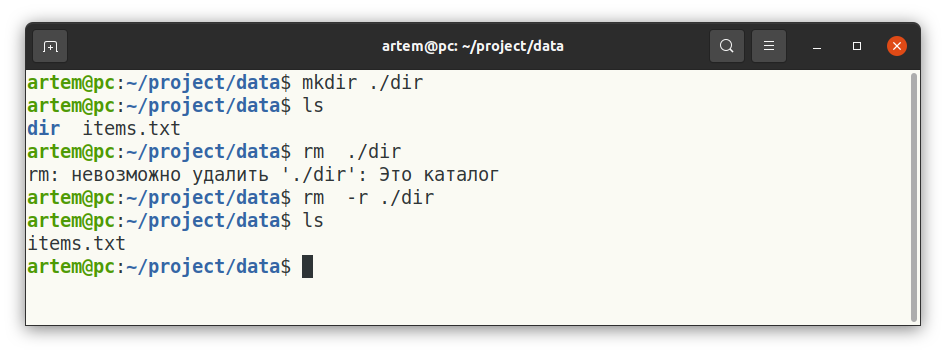 artem@pc: ~/project/data
artem@pc:~/project/data$ mkdir ./dir
artem@pc:~/project/data$ ls
dir  items.txt
artem@pc:~/project/data$ rm  ./dir
rm: невозможно удалить './dir': Это каталог
artem@pc:~/project/data$ rm  -r ./dir
artem@pc:~/project/data$ ls
items.txt
artem@pc:~/project/data$